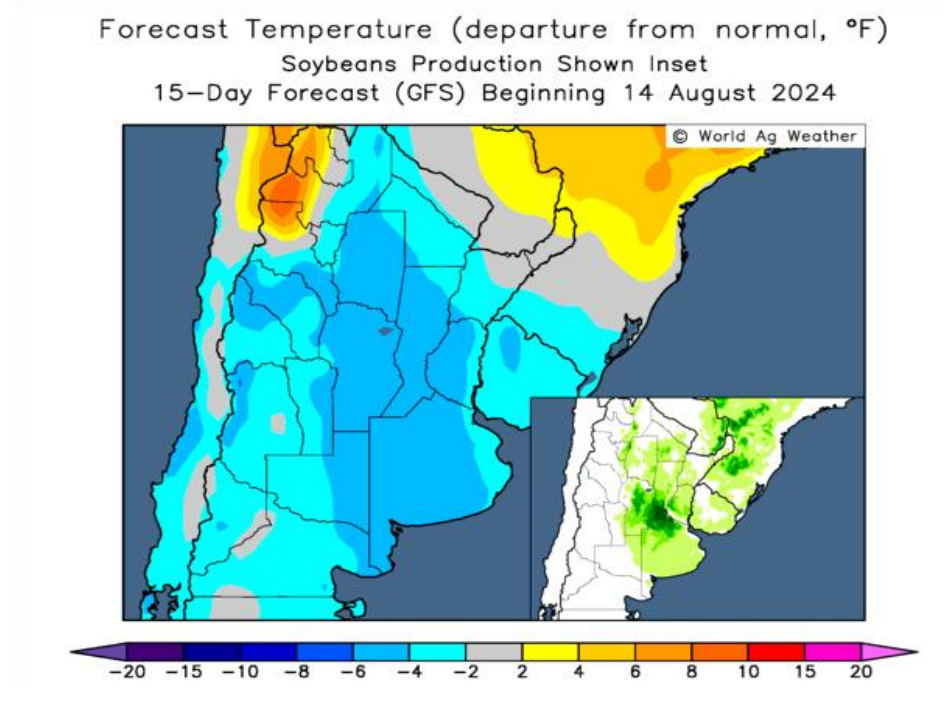 Forecast Temperature (departure from normal, °F)
Soybeans Production Shown Inset
15-Day Forecast (GFS) Beginning 14 August 2024
© World Ag Weather
-20 -15 -10 -8 -6 -4 -2 2 4 6 8 10 15 20